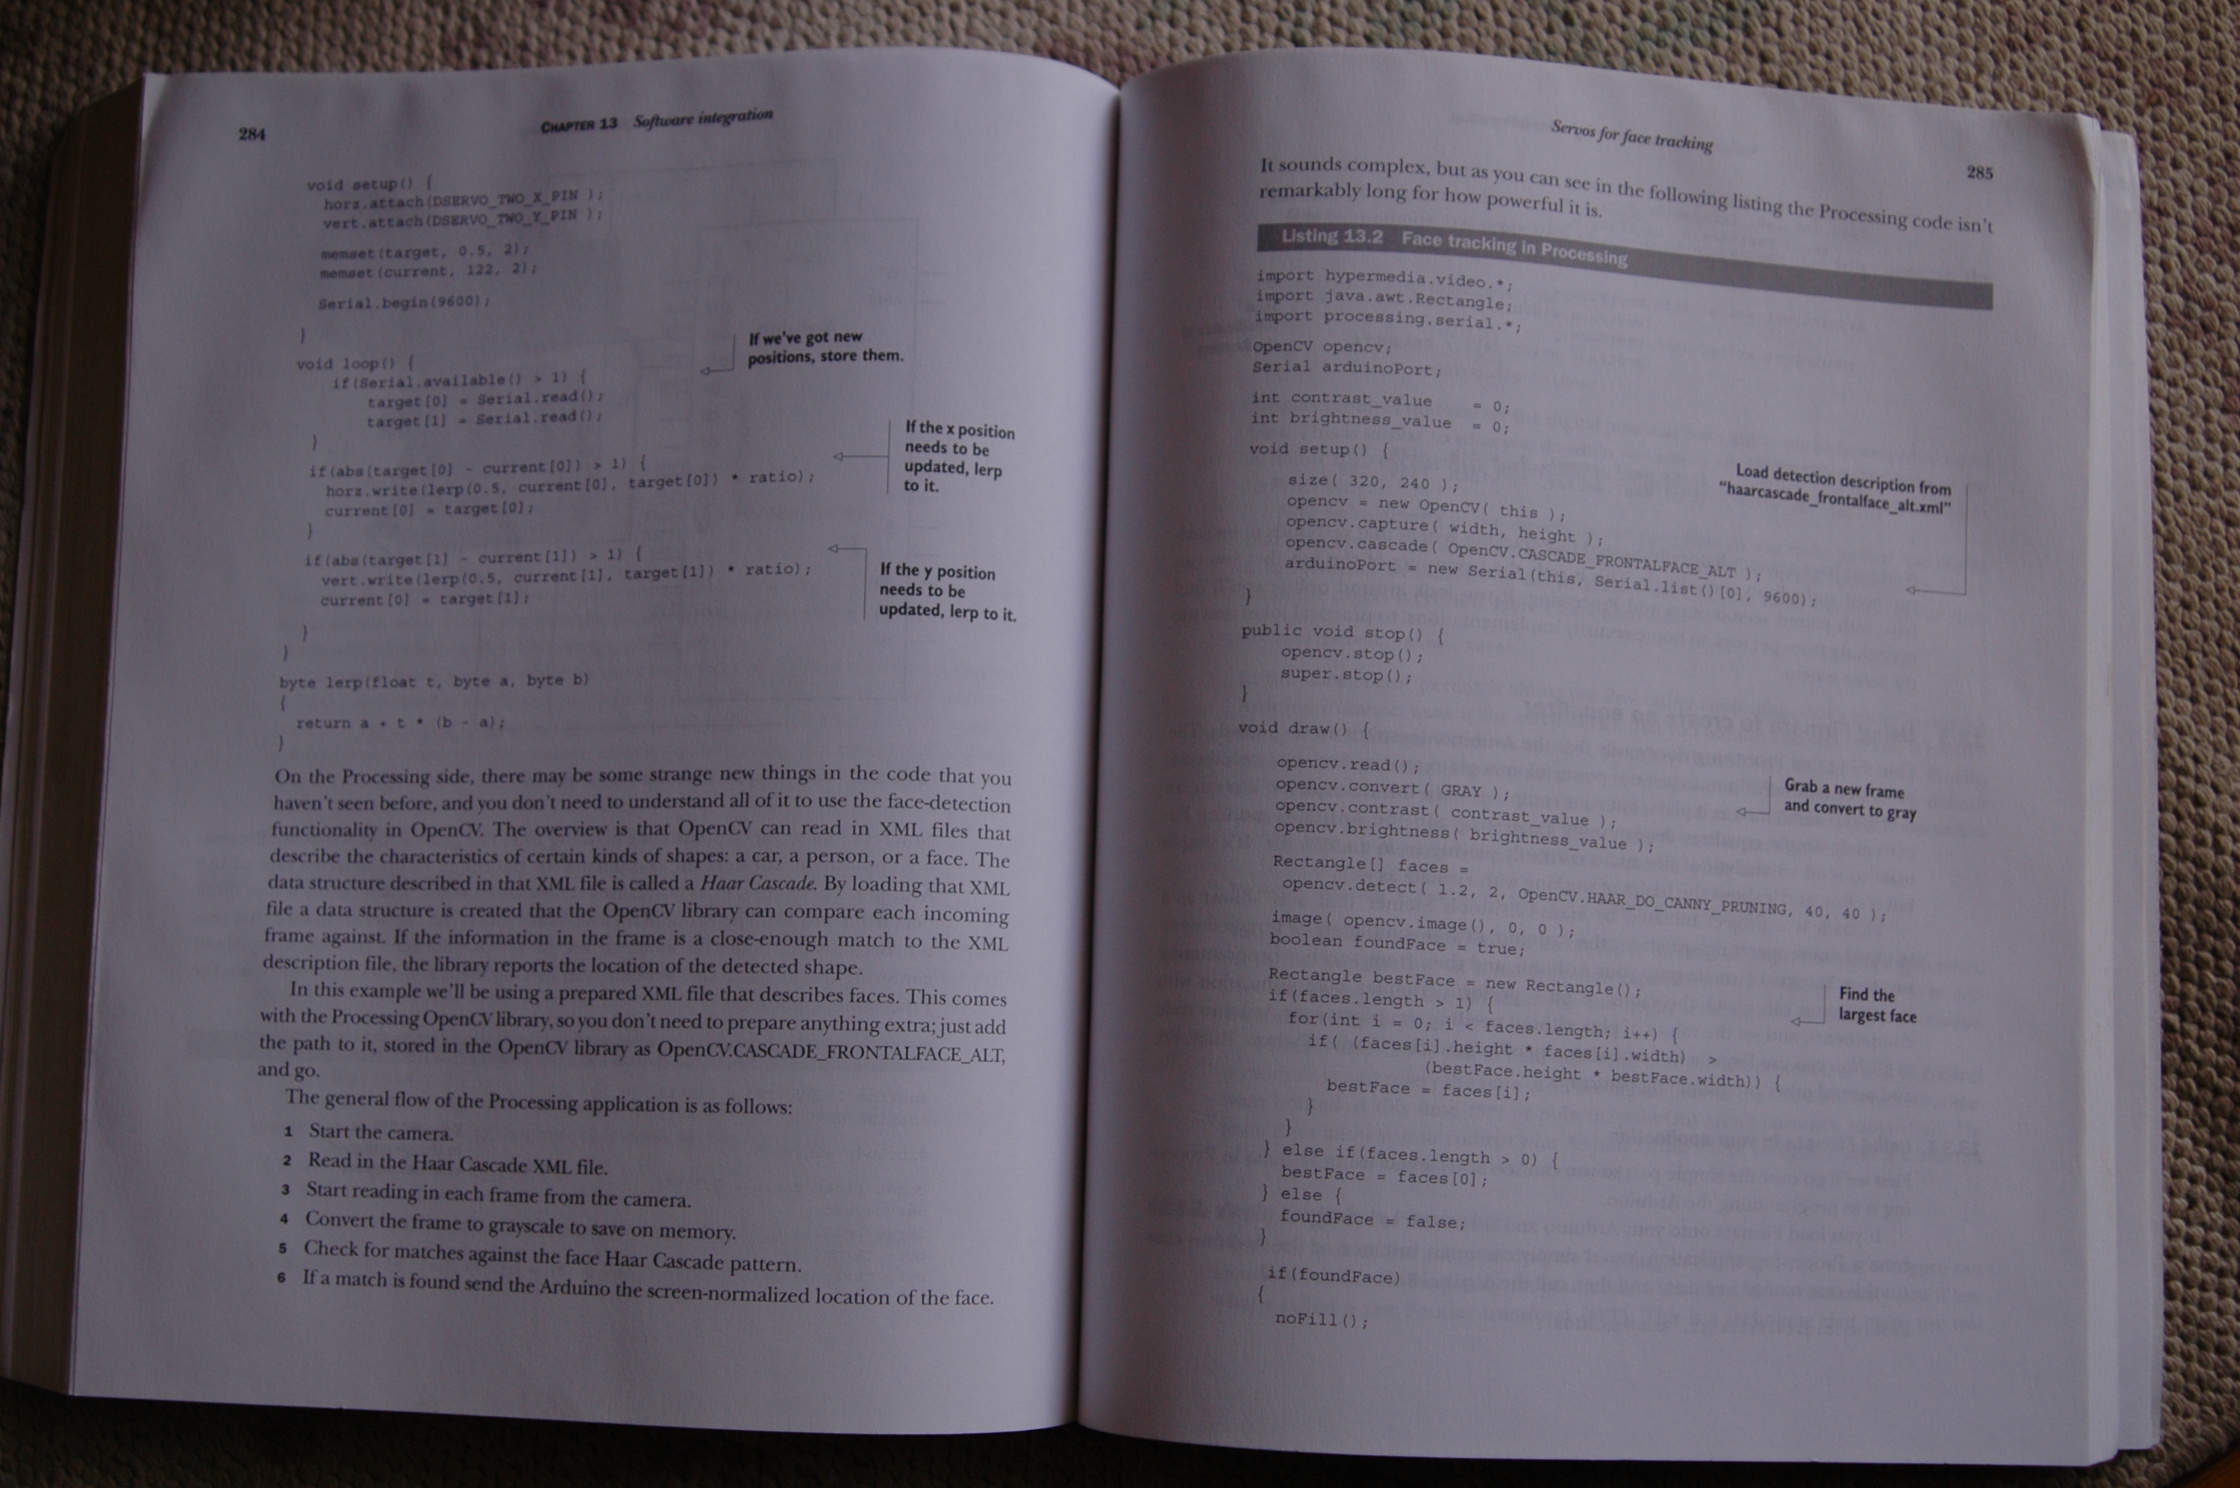 284
CHAPTER 13 Software integration
void setup() {
horz.attach(DSERVO_TWO_X_PIN );
vert.attach(DSERVO_TWO_Y_PIN );
memset(target, 0.5, 2);
memset(current, 122, 2);
Serial.begin(9600);
}
void loop() {
if(Serial.available() > 1) {
target[0] = Serial.read();
target[1] = Serial.read();
}
If we've got new
positions, store them.
if(abs(target[0] - current[0]) > 1) {
horz.write(lerp(0.5, current[0], target[0]) * ratio);
current[0] = target[0];
}
If the x position
needs to be
updated, lerp
to it.
if(abs(target[1] - current[1]) > 1) {
vert.write(lerp(0.5, current[1], target[1]) * ratio);
current[0] = target[1];
}
}
If the y position
needs to be
updated, lerp to it.
byte lerp(float t, byte a, byte b)
{
return a + t * (b - a);
}
On the Processing side, there may be some strange new things in the code that you
haven't seen before, and you don't need to understand all of it to use the face-detection
functionality in OpenCV. The overview is that OpenCV can read in XML files that
describe the characteristics of certain kinds of shapes: a car, a person, or a face. The
data structure described in that XML file is called a Haar Cascade. By loading that XML
file a data structure is created that the OpenCV library can compare each incoming
frame against. If the information in the frame is a close-enough match to the XML
description file, the library reports the location of the detected shape.
In this example we'll be using a prepared XML file that describes faces. This comes
with the Processing OpenCV library, so you don't need to prepare anything extra; just add
the path to it, stored in the OpenCV library as OpenCV.CASCADE_FRONTALFACE_ALT,
and go.
The general flow of the Processing application is as follows:
1 Start the camera.
2 Read in the Haar Cascade XML file.
3 Start reading in each frame from the camera.
4 Convert the frame to grayscale to save on memory.
5 Check for matches against the face Haar Cascade pattern.
6 If a match is found send the Arduino the screen-normalized location of the face.
Servos for face tracking
285
It sounds complex, but as you can see in the following listing the Processing code isn't
remarkably long for how powerful it is.
Listing 13.2 Face tracking in Processing
import hypermedia.video.*;
import java.awt.Rectangle;
import processing.serial.*;
OpenCV opencv;
Serial arduinoPort;
int contrast_value = 0;
int brightness_value = 0;
void setup() {
size( 320, 240 );
opencv = new OpenCV( this );
opencv.capture( width, height );
opencv.cascade( OpenCV.CASCADE_FRONTALFACE_ALT );
arduinoPort = new Serial(this, Serial.list()[0], 9600);
}
Load detection description from
"haarcascade_frontalface_alt.xml"
public void stop() {
opencv.stop();
super.stop();
}
void draw() {
opencv.read();
opencv.convert( GRAY );
opencv.contrast( contrast_value );
opencv.brightness( brightness_value );
Grab a new frame
and convert to gray
Rectangle[] faces =
opencv.detect( 1.2, 2, OpenCV.HAAR_DO_CANNY_PRUNING, 40, 40 );
image( opencv.image(), 0, 0 );
boolean foundFace = true;
Rectangle bestFace = new Rectangle();
if(faces.length > 1) {
for(int i = 0; i < faces.length; i++) {
if( (faces[i].height * faces[i].width) >
(bestFace.height * bestFace.width)) {
bestFace = faces[i];
}
}
Find the
largest face
} else if(faces.length > 0) {
bestFace = faces[0];
} else {
foundFace = false;
}
if(foundFace)
{
noFill();